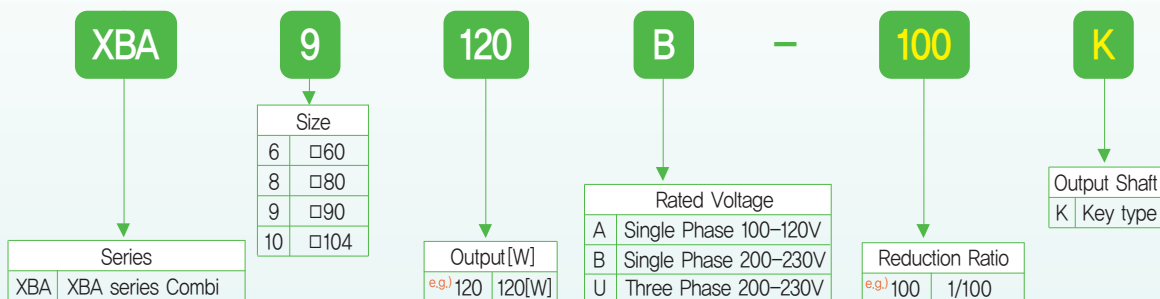 XBA 9 120 B - 100 K
Size
6 □60
8 □80
9 □90
10 □104
Output Shaft
K Key type
Rated Voltage
A Single Phase 100-120V
B Single Phase 200-230V
U Three Phase 200-230V
Series
XBA XBA series Combi
Output[W]
e.g.) 120 120[W]
Reduction Ratio
e.g.) 100 1/100